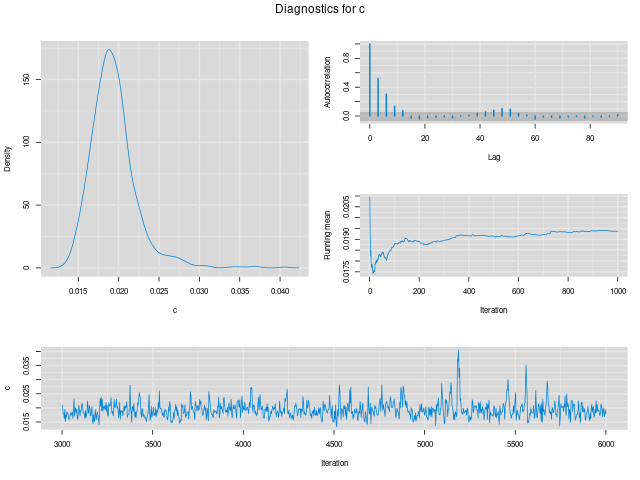 Diagnostics for c
Density
0 50 100 150
0.015 0.020 0.025 0.030 0.035 0.040
c
Autocorrelation
0.0 0.4 0.8
0 20 40 60 80
Lag
Running mean
0.0175 0.0190 0.0205
0 200 400 600 800 1000
Iteration
c
0.015 0.025 0.035
3000 3500 4000 4500 5000 5500 6000
Iteration